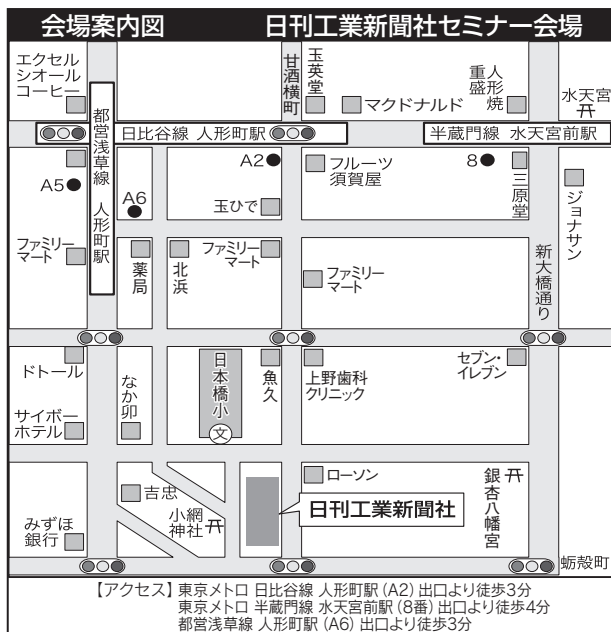 会場案内図 日刊工業新聞社セミナー会場
エクセル
シオール
コーヒー
都営浅草線 人形町駅
甘酒横町
玉英堂
マクドナルド
人形焼
重盛
水天宮
日比谷線 人形町駅
半蔵門線 水天宮前駅
A5
A6
A2
フルーツ
須賀屋
8
三原堂
ジョナサン
玉ひで
ファミリー
マート
薬局
北浜
ファミリー
マート
ファミリー
マート
新大橋通り
ドトール
なか卯
日本橋小
文
魚久
上野歯科
クリニック
セブン・
イレブン
サイボー
ホテル
吉忠
小網
神社
ローソン
日刊工業新聞社
銀杏八幡宮
みずほ
銀行
蛎殻町
【アクセス】東京メトロ 日比谷線 人形町駅(A2)出口より徒歩3分
東京メトロ 半蔵門線 水天宮前駅(8番)出口より徒歩4分
都営浅草線 人形町駅(A6)出口より徒歩3分